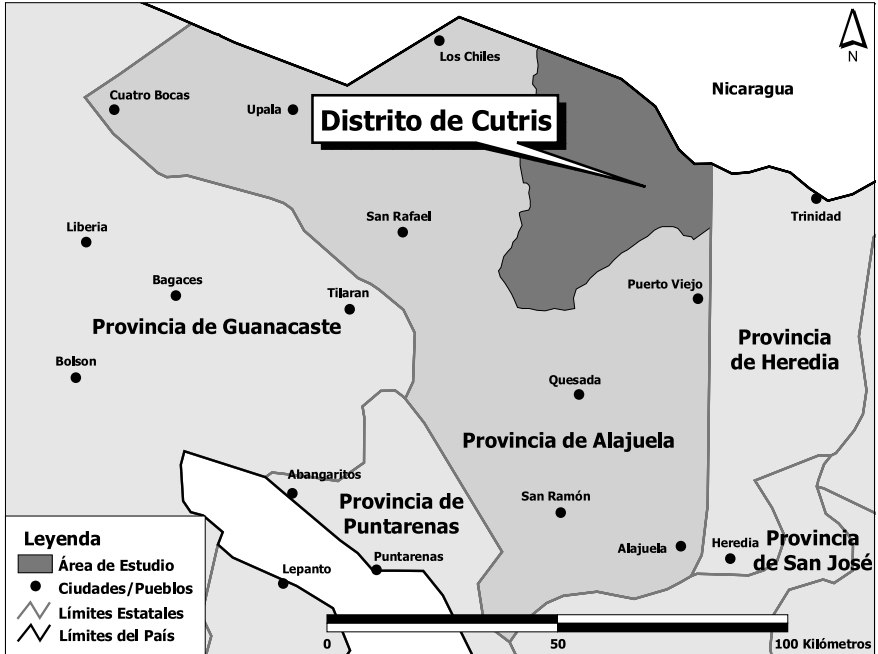 Los Chiles
N
Nicaragua
Cuatro Bocas
Upala
Distrito de Cutris
San Rafael
Trinidad
Liberia
Bagaces
Tilaran
Puerto Viejo
Provincia de Guanacaste
Provincia
de Heredia
Bolson
Quesada
Provincia de Alajuela
Abangaritos
Provincia de
Puntarenas
San Ramón
Alajuela
Heredia
Provincia
de San José
Puntarenas
Lepanto
Leyenda
Área de Estudio
Ciudades/Pueblos
Límites Estatales
Límites del País
0 50 100 Kilómetros